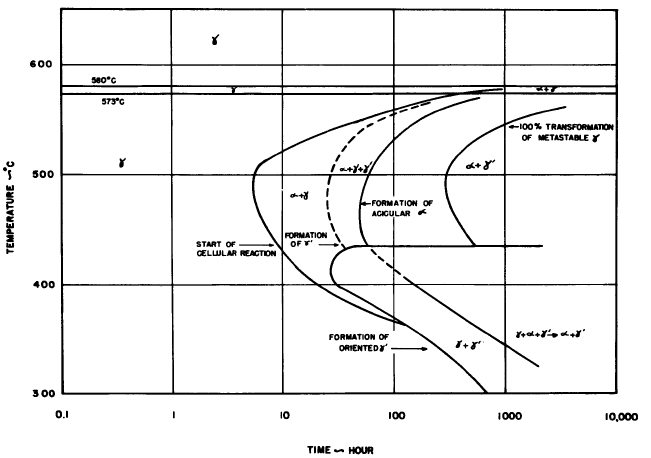 ɣ
600
580°C
ɣ
α+ɣ
573°C
100% TRANSFORMATION
OF METASTABLE ɣ
ɣ
α+ɣ+ɣ'
α+ɣ'
500
α+ɣ
FORMATION OF
ACICULAR α
FORMATION
OF ɣ'
START OF
CELLULAR REACTION
400
FORMATION OF
ORIENTED ɣ'
ɣ+ɣ'
ɣ+α+ɣ'→α+ɣ'
300
0.1
1
10
100
1000
10,000
TEMPERATURE ~°C
TIME ~ HOUR